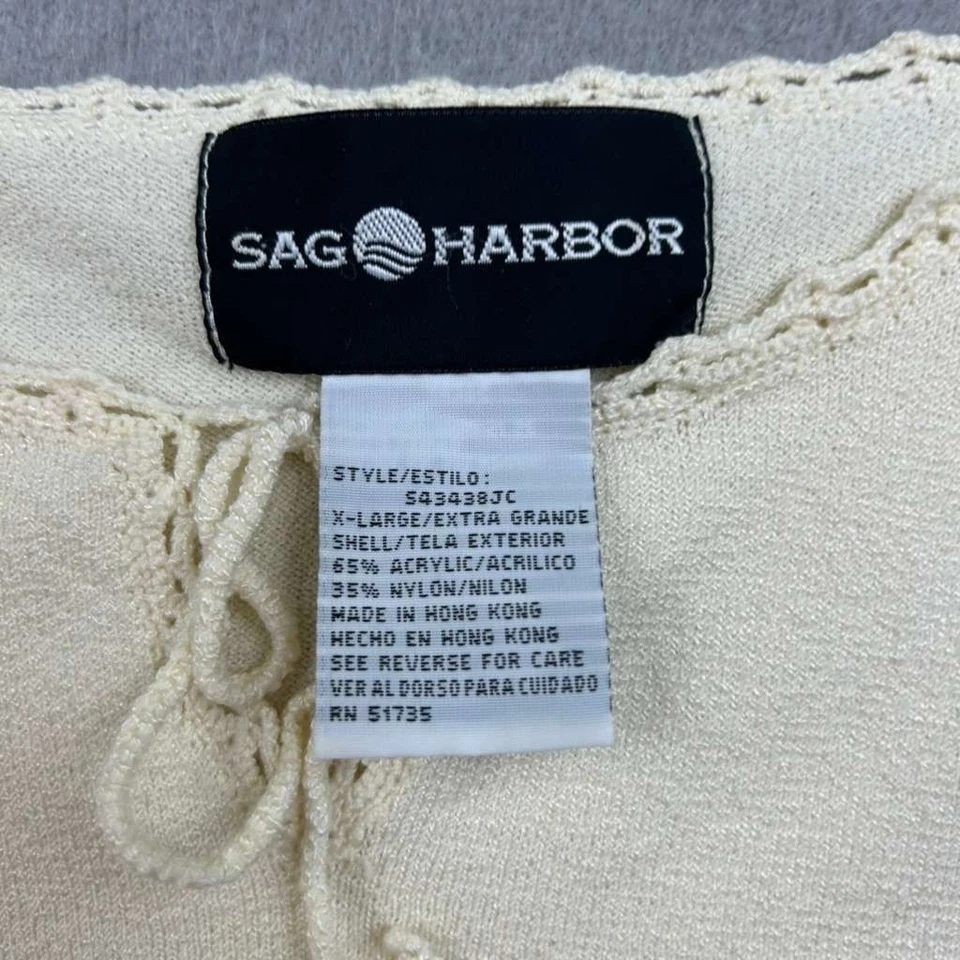 SAG HARBOR
STYLE/ESTILO:
S43438JC
X-LARGE/EXTRA GRANDE
SHELL/TELA EXTERIOR
65% ACRYLIC/ACRILICO
35% NYLON/NILON
MADE IN HONG KONG
HECHO EN HONG KONG
SEE REVERSE FOR CARE
VER AL DORSO PARA CUIDADO
RN 51735